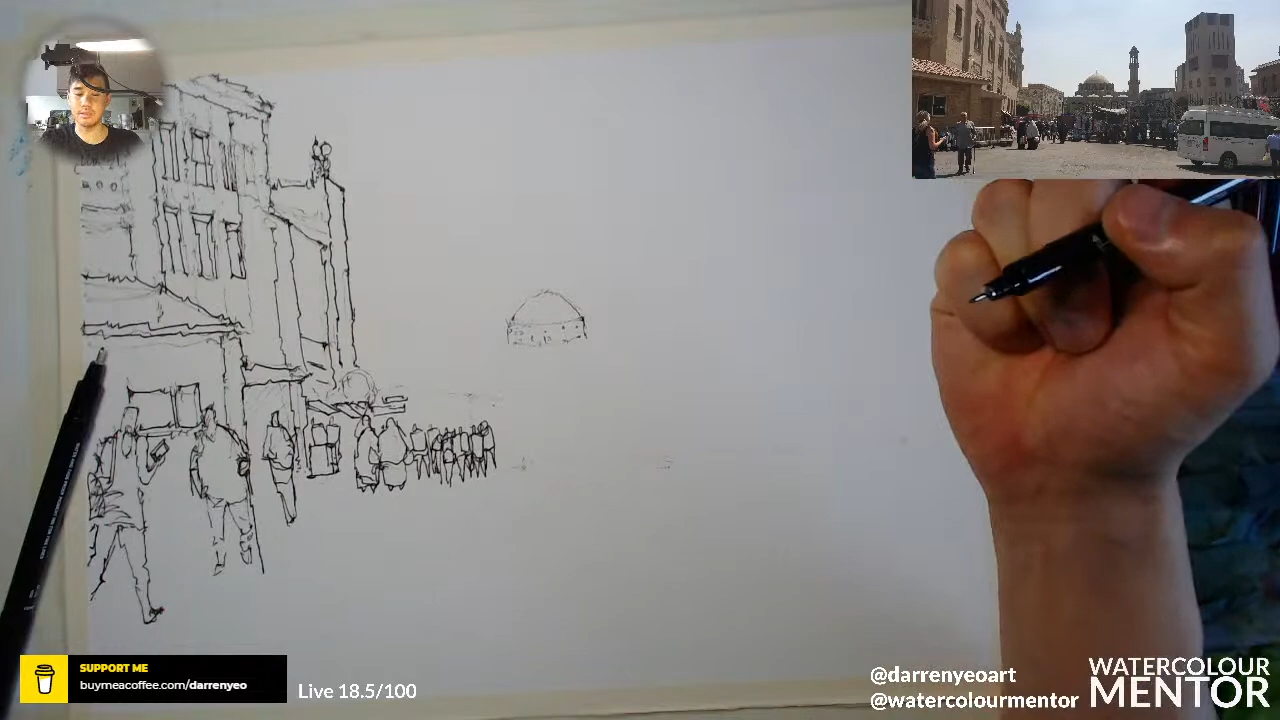 SUPPORT ME
buymeacoffee.com/darrenyeo
Live 18.5/100
@darrenyeoart
@watercolourmentor
WATERCOLOUR
MENTOR